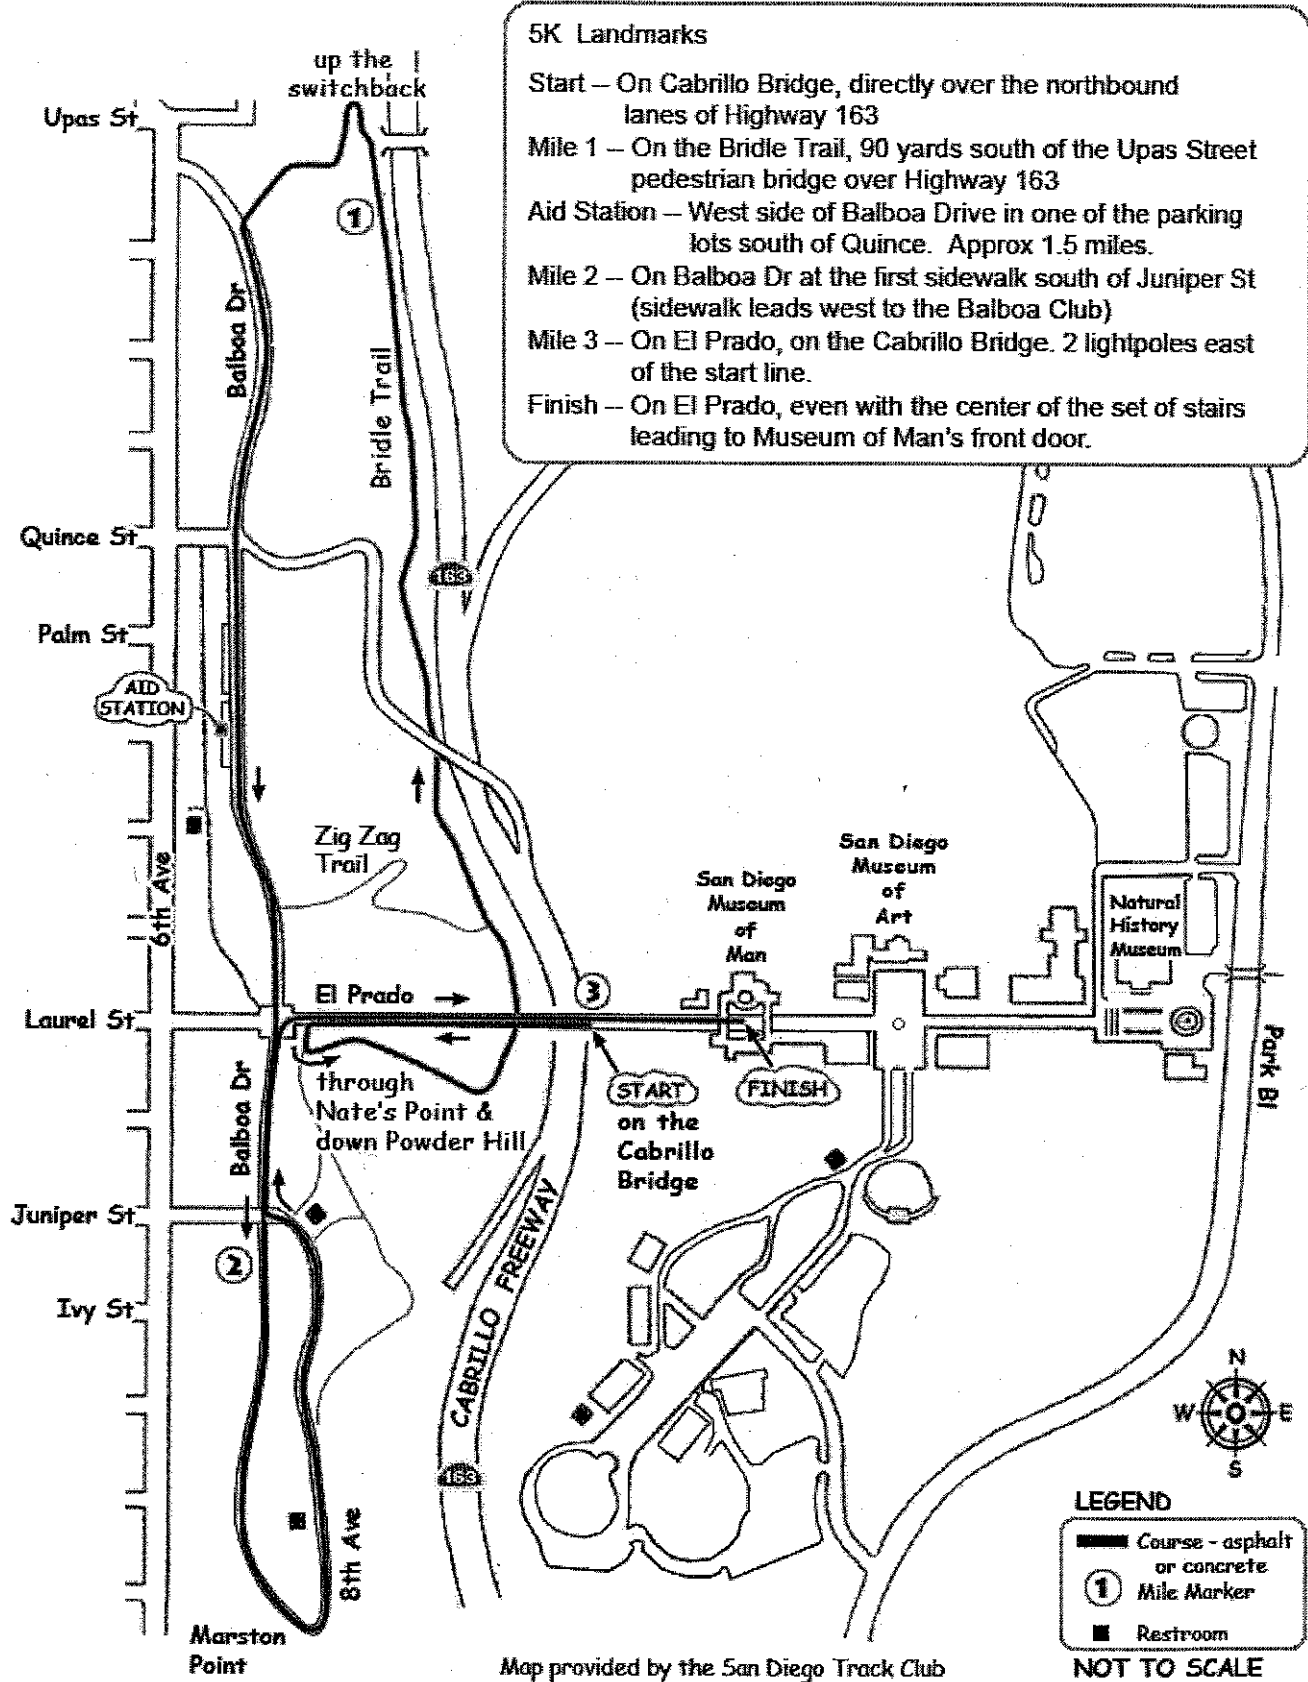 5K Landmarks
Start -- On Cabrillo Bridge, directly over the northbound
lanes of Highway 163
Mile 1 -- On the Bridle Trail, 90 yards south of the Upas Street
pedestrian bridge over Highway 163
Aid Station -- West side of Balboa Drive in one of the parking
lots south of Quince. Approx 1.5 miles.
Mile 2 -- On Balboa Dr at the first sidewalk south of Juniper St
(sidewalk leads west to the Balboa Club)
Mile 3 -- On El Prado, on the Cabrillo Bridge. 2 lightpoles east
of the start line.
Finish -- On El Prado, even with the center of the set of stairs
leading to Museum of Man's front door.
up the
switchback
Upas St
1
Balboa Dr
Bridle Trail
Quince St
163
Palm St
AID
STATION
Zig Zag
Trail
6th Ave
San Diego
Museum
of
Man
San Diego
Museum
of
Art
Natural
History
Museum
El Prado
3
Laurel St
Park Bl
START
on the
Cabrillo
Bridge
FINISH
through
Nate's Point &
down Powder Hill
Balboa Dr
Juniper St
2
Ivy St
CABRILLO FREEWAY
163
N
W
E
S
8th Ave
Marston
Point
LEGEND
Course - asphalt
or concrete
1
Mile Marker
Restroom
NOT TO SCALE
Map provided by the San Diego Track Club